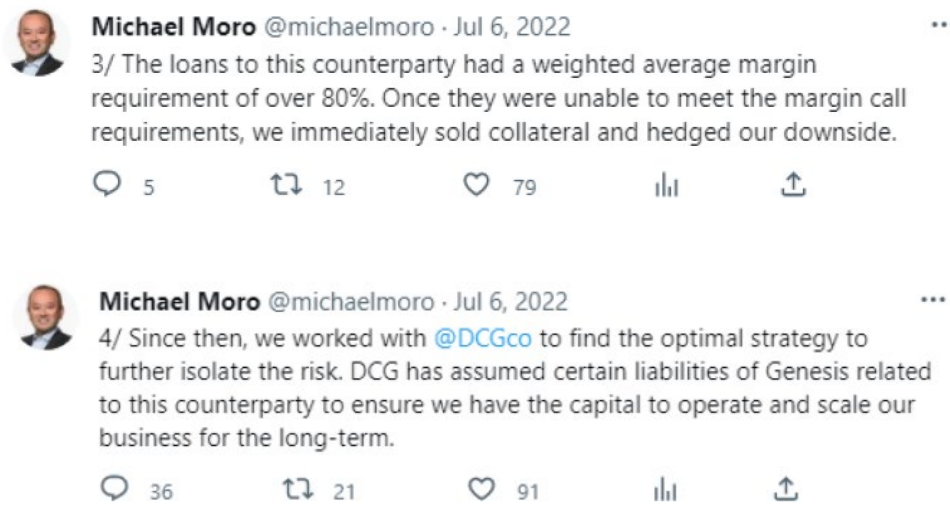 Michael Moro @michaelmoro · Jul 6, 2022
3/ The loans to this counterparty had a weighted average margin
requirement of over 80%. Once they were unable to meet the margin call
requirements, we immediately sold collateral and hedged our downside.
5 12 79
Michael Moro @michaelmoro · Jul 6, 2022
4/ Since then, we worked with @DCGco to find the optimal strategy to
further isolate the risk. DCG has assumed certain liabilities of Genesis related
to this counterparty to ensure we have the capital to operate and scale our
business for the long-term.
36 21 91